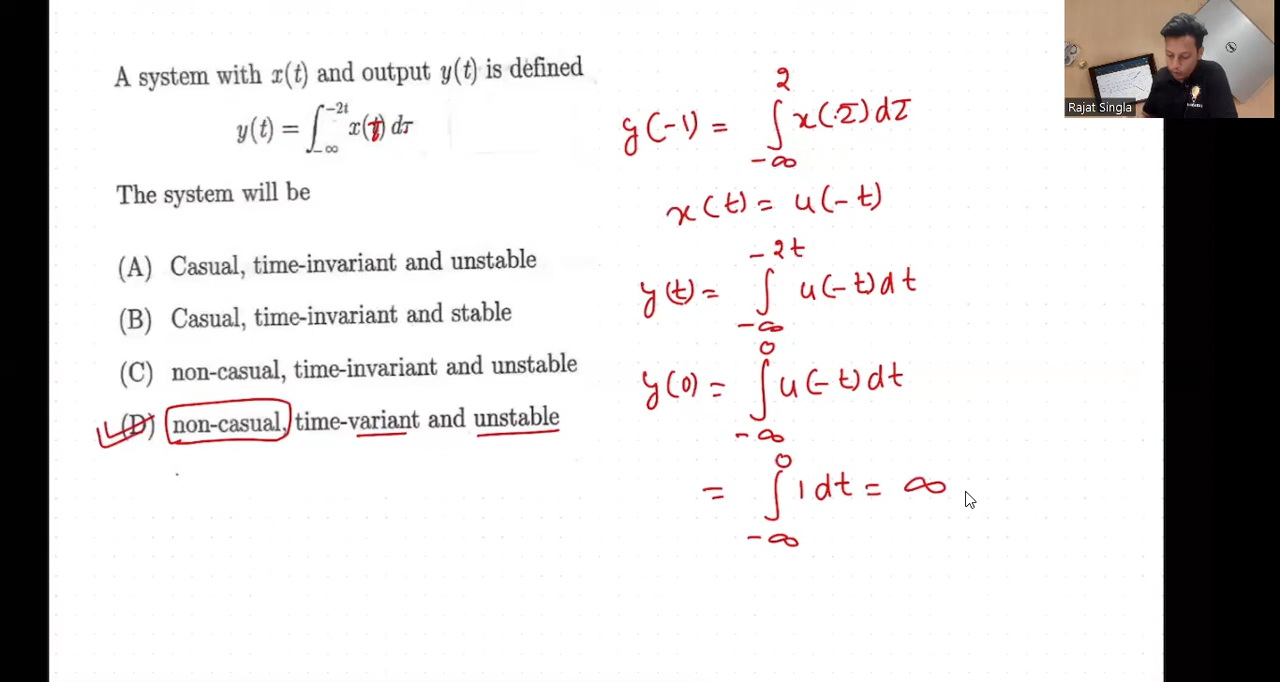 A system with x(t) and output y(t) is defined
y(t) = ∫_{-∞}^{-2t} x(τ) dτ
The system will be
(A) Casual, time-invariant and unstable
(B) Casual, time-invariant and stable
(C) non-casual, time-invariant and unstable
(D) non-casual, time-variant and unstable
y(-1) = ∫_{-∞}^{2} x(τ) dτ
x(t) = u(-t)
y(t) = ∫_{-∞}^{-2t} u(-t) dt
y(0) = ∫_{-∞}^{0} u(-t) dt
= ∫_{-∞}^{0} 1 dt = ∞
Rajat Singla